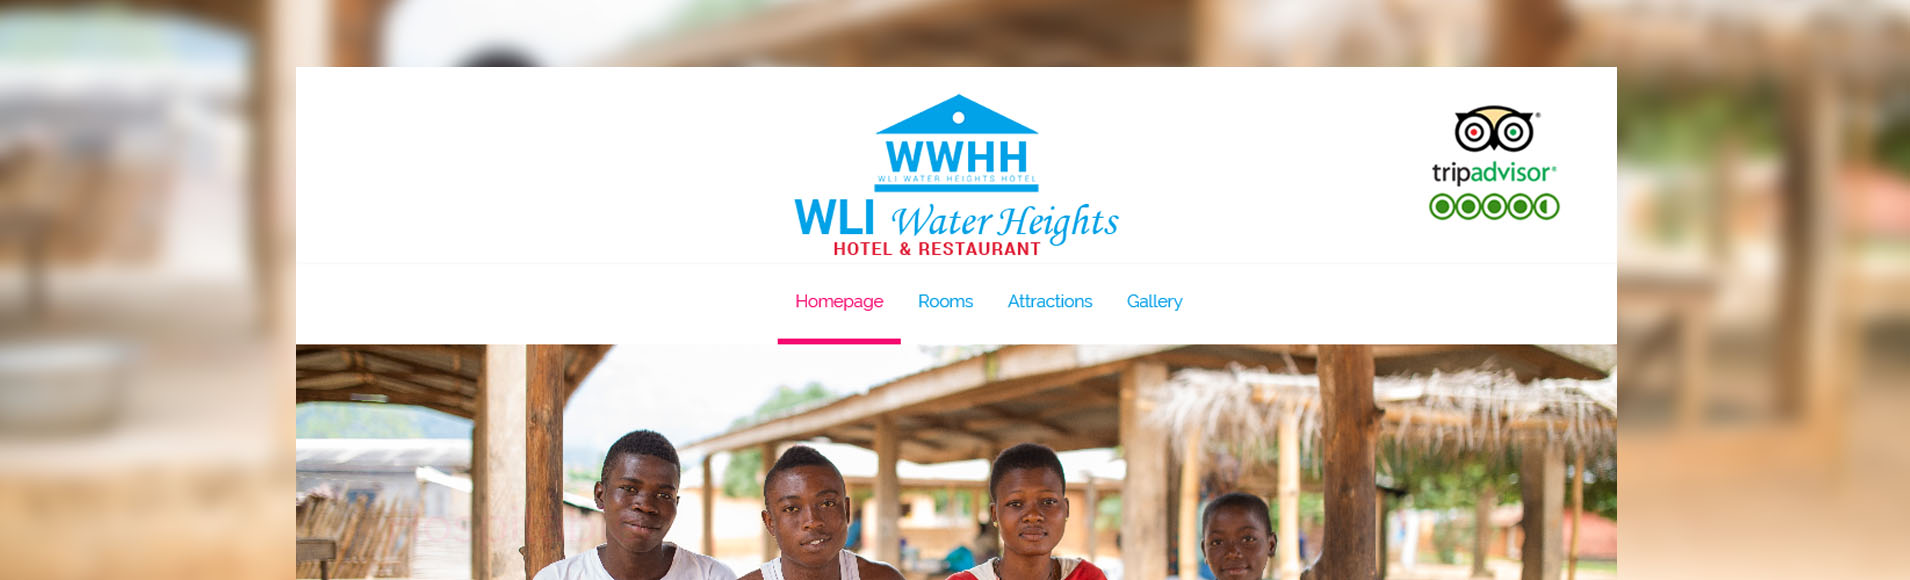 WWHH
WLI WATER HEIGHTS HOTEL
WLI Water Heights
HOTEL & RESTAURANT
tripadvisor®
Homepage Rooms Attractions Gallery